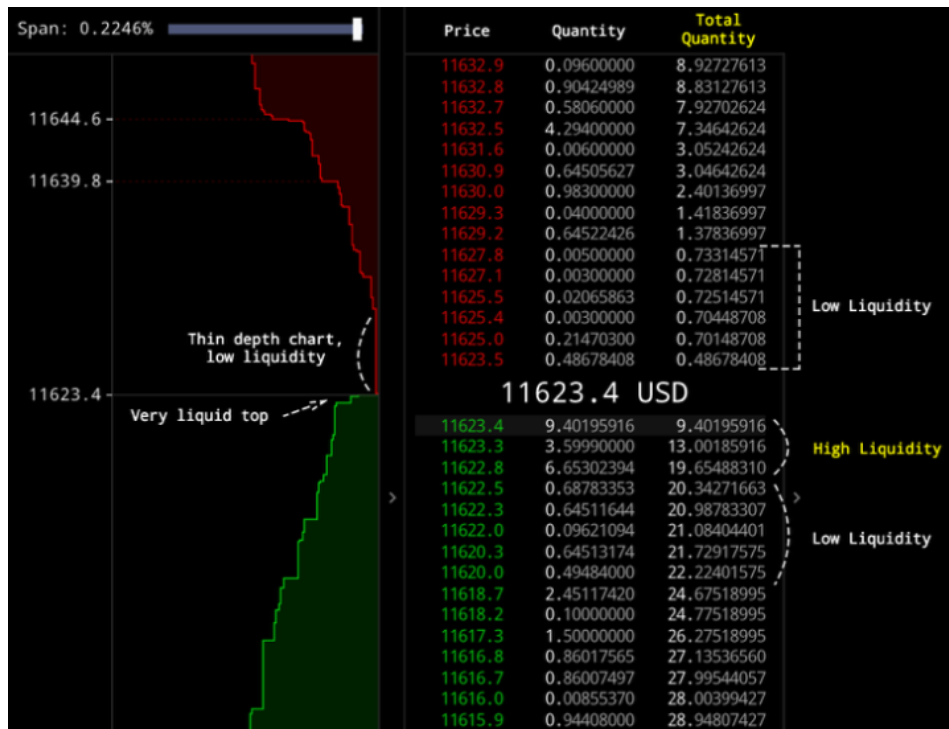 Span: 0.2246%
11644.6
11639.8
Thin depth chart,
low liquidity
11623.4
Very liquid top
Price Quantity Total Quantity
11632.9 0.09600000 8.92727613
11632.8 0.90424989 8.83127613
11632.7 0.58060000 7.92702624
11632.5 4.29400000 7.34642624
11631.6 0.00600000 3.05242624
11630.9 0.64505627 3.04642624
11630.0 0.98300000 2.40136997
11629.3 0.04000000 1.41836997
11629.2 0.64522426 1.37836997
11627.8 0.00500000 0.73314571
11627.1 0.00300000 0.72814571
11625.5 0.02065863 0.72514571
11625.4 0.00300000 0.70448708
11625.0 0.21470300 0.70148708
11623.5 0.48678408 0.48678408
Low Liquidity
11623.4 USD
11623.4 9.40195916 9.40195916
11623.3 3.59990000 13.00185916
11622.8 6.65302394 19.65488310
11622.5 0.68783353 20.34271663
11622.3 0.64511644 20.98783307
11622.0 0.09621094 21.08404401
11620.3 0.64513174 21.72917575
11620.0 0.49484000 22.22401575
11618.7 2.45117420 24.67518995
11618.2 0.10000000 24.77518995
11617.3 1.50000000 26.27518995
11616.8 0.86017565 27.13536560
11616.7 0.86007497 27.99544057
11616.0 0.00855370 28.00399427
11615.9 0.94408000 28.94807427
High Liquidity
Low Liquidity